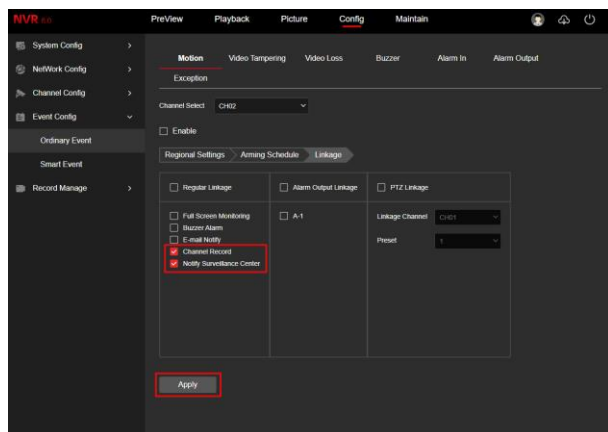 NVR 5.0 PreView Playback Picture Config Maintain
System Config
NetWork Config
Channel Config
Event Config
Ordinary Event
Smart Event
Record Manage
Motion Video Tampering Video Loss Buzzer Alarm In Alarm Output
Exception
Channel Select CH02
Enable
Regional Settings Arming Schedule Linkage
Regular Linkage Alarm Output Linkage PTZ Linkage
Full Screen Monitoring A-1 Linkage Channel CH01
Buzzer Alarm
E-mail Notify Preset 1
Channel Record
Notify Surveillance Center
Apply